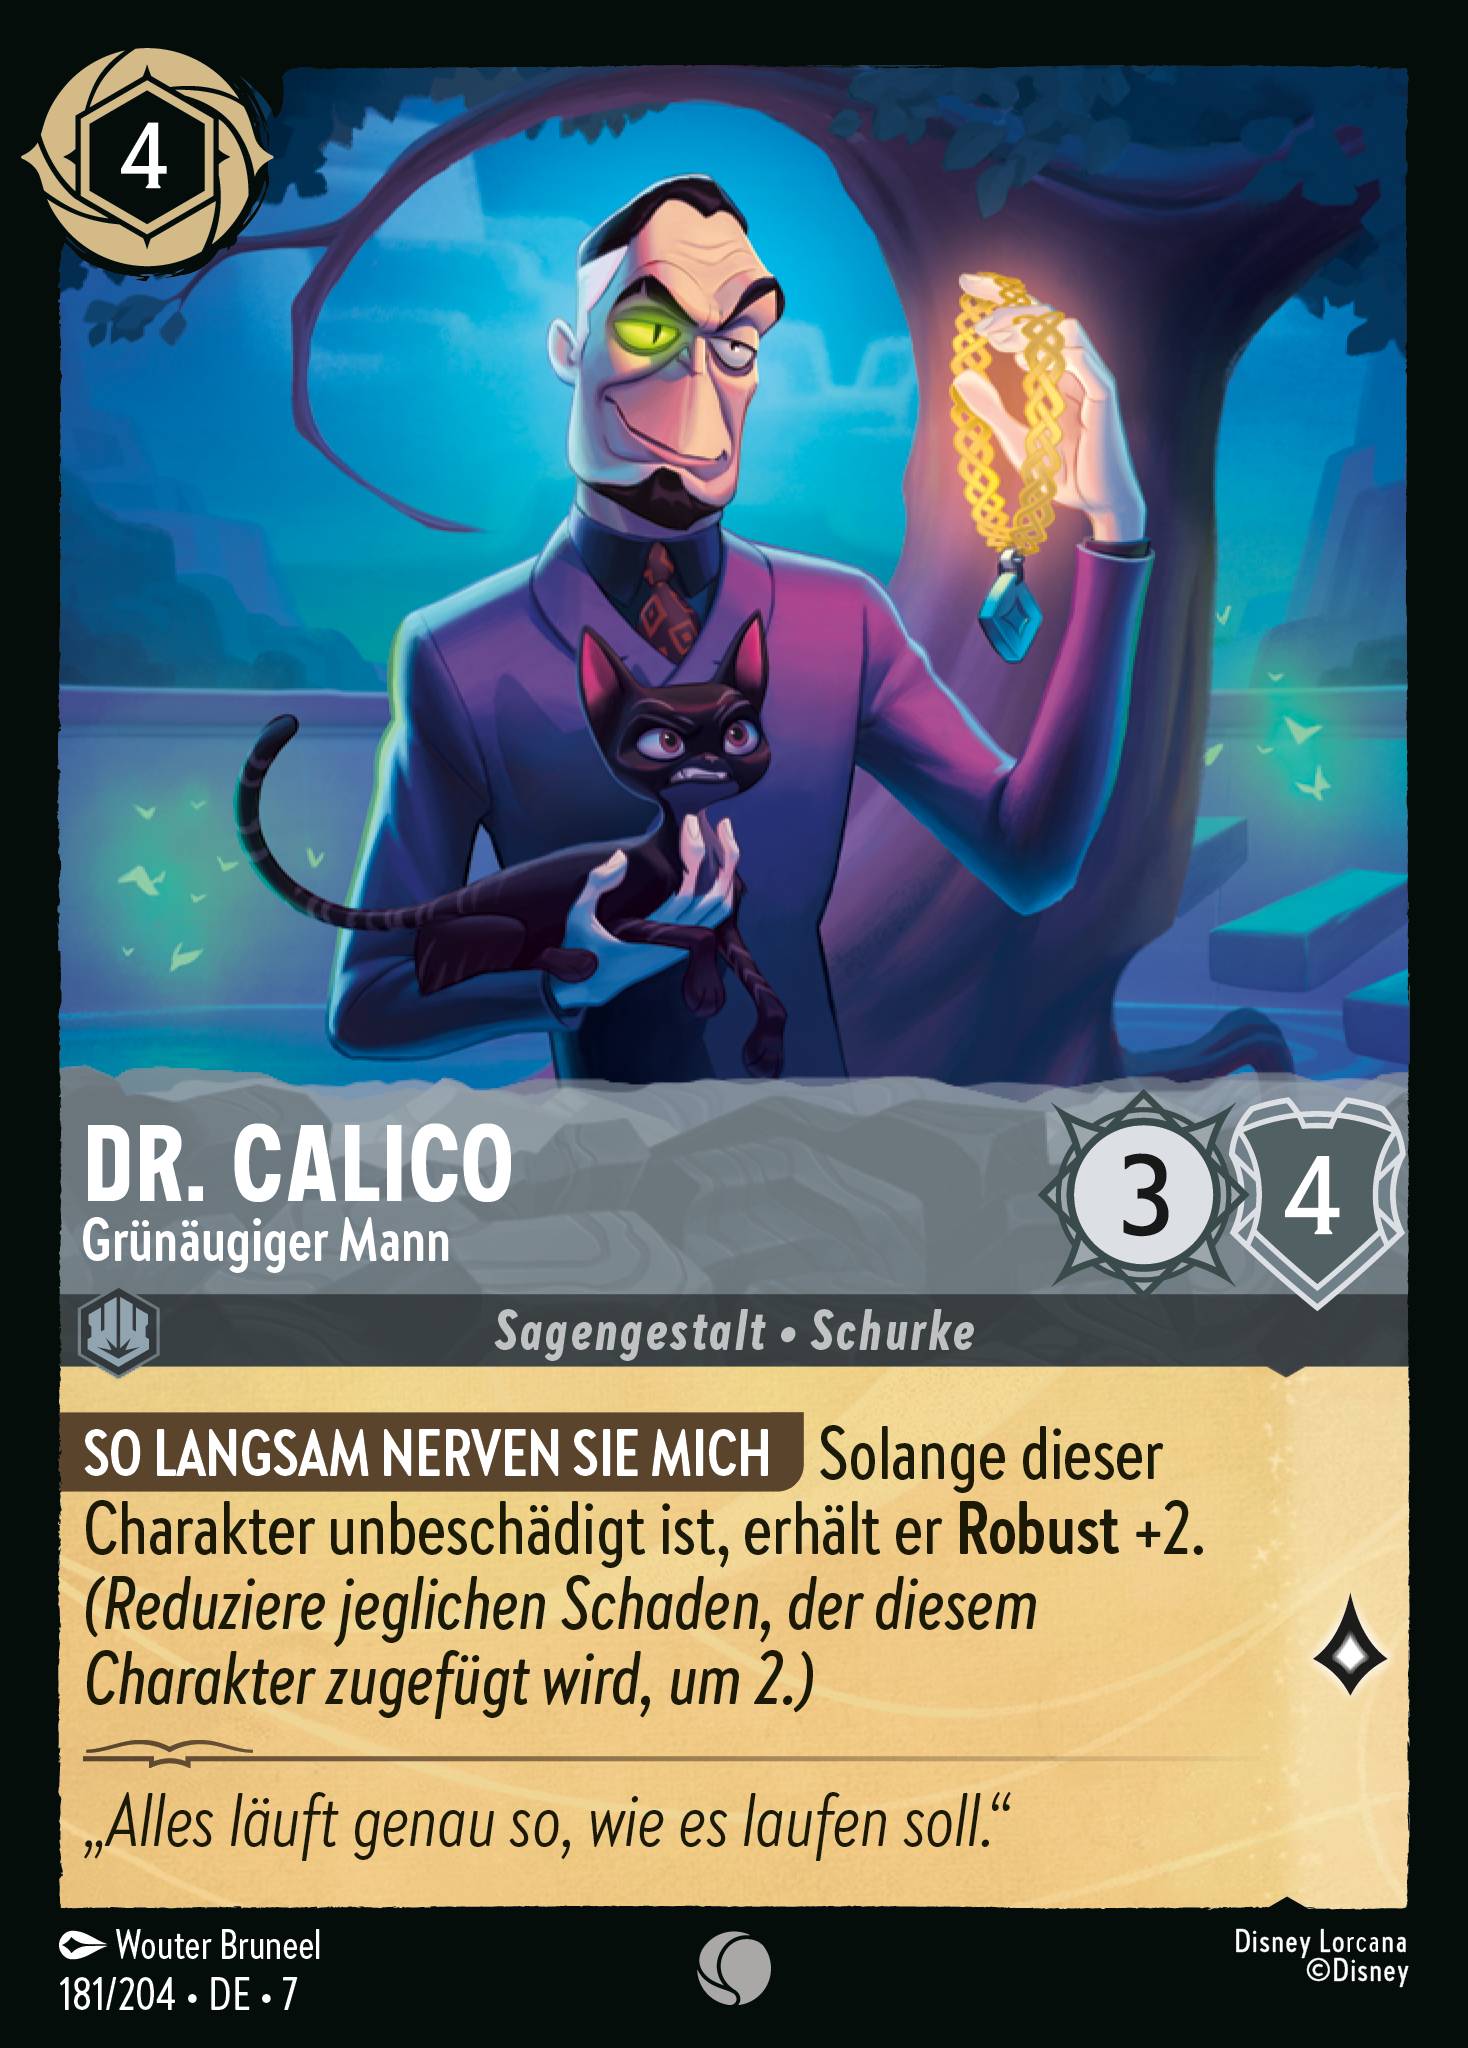 4
DR. CALICO
Grünäugiger Mann
3
4
Sagengestalt • Schurke
SO LANGSAM NERVEN SIE MICH Solange dieser
Charakter unbeschädigt ist, erhält er Robust +2.
(Reduziere jeglichen Schaden, der diesem
Charakter zugefügt wird, um 2.)
„Alles läuft genau so, wie es laufen soll.“
Wouter Bruneel
181/204 • DE • 7
Disney Lorcana
©Disney